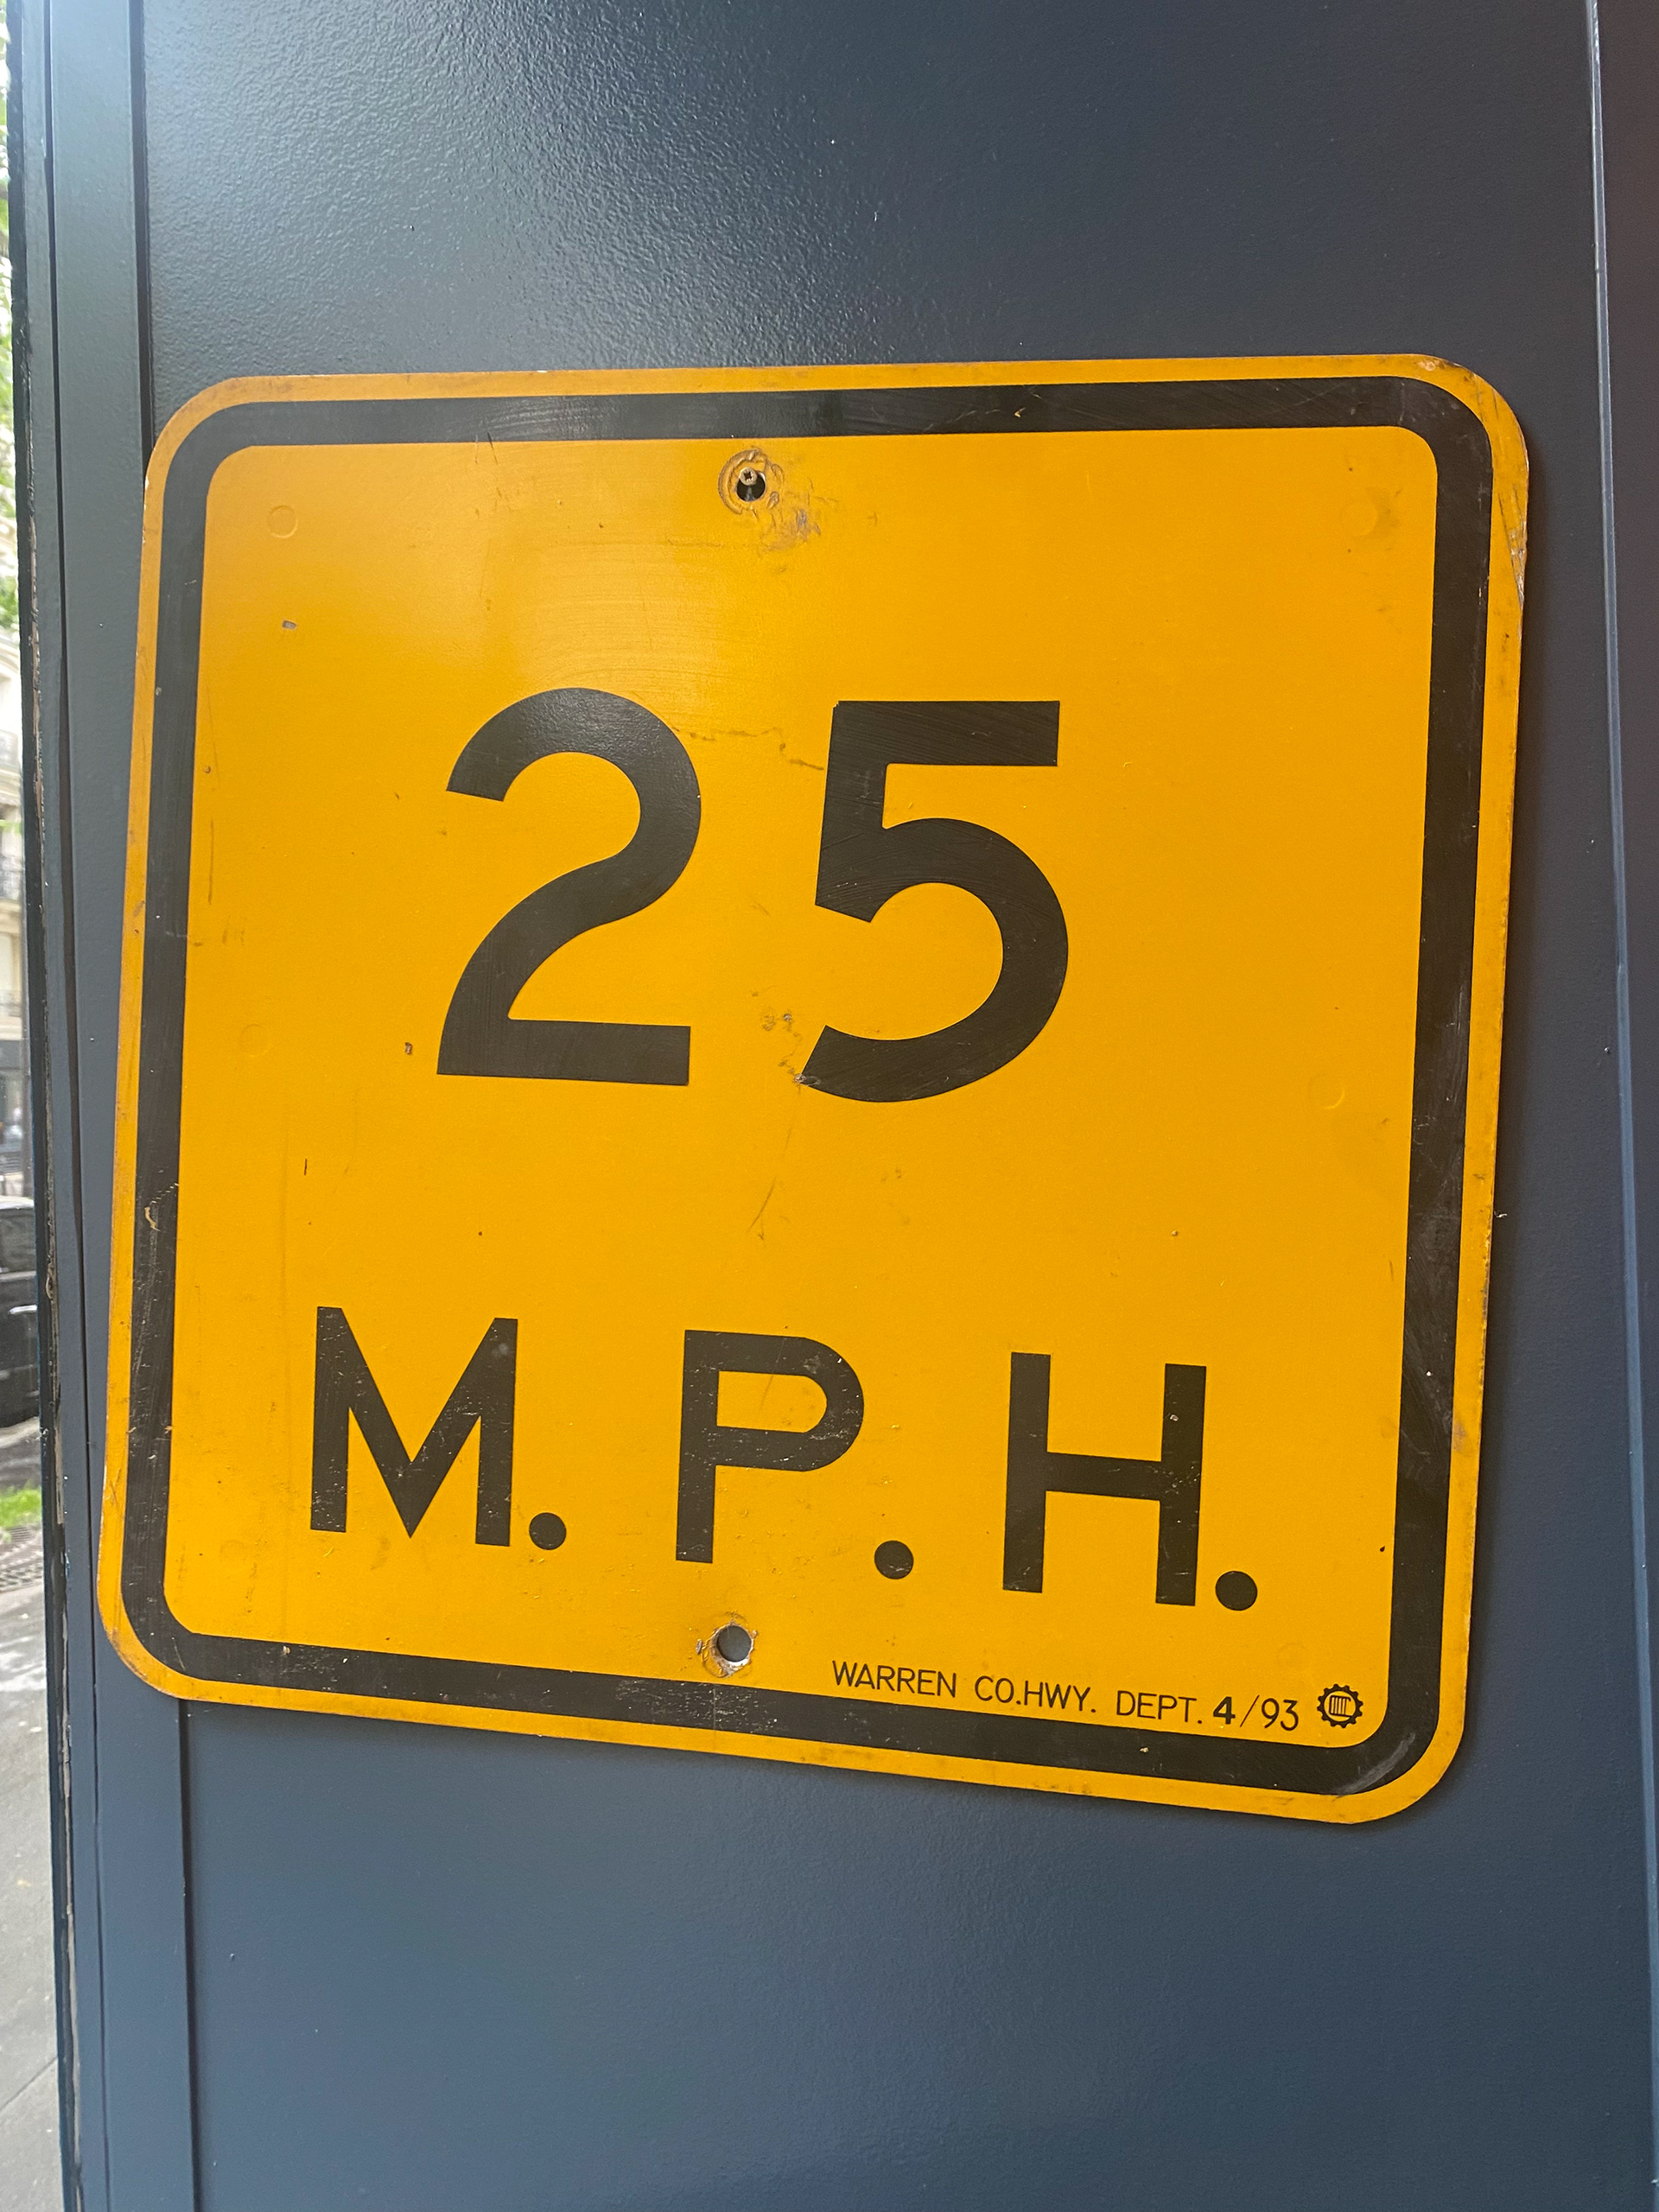 25
M.P.H.
WARREN CO.HWY. DEPT. 4/93